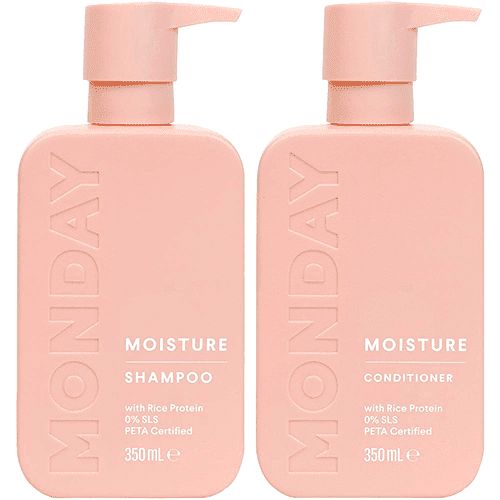 MONDAY
MOISTURE
SHAMPOO
with Rice Protein
0% SLS
PETA Certified
350 mL ℮
MONDAY
MOISTURE
CONDITIONER
with Rice Protein
0% SLS
PETA Certified
350 mL ℮